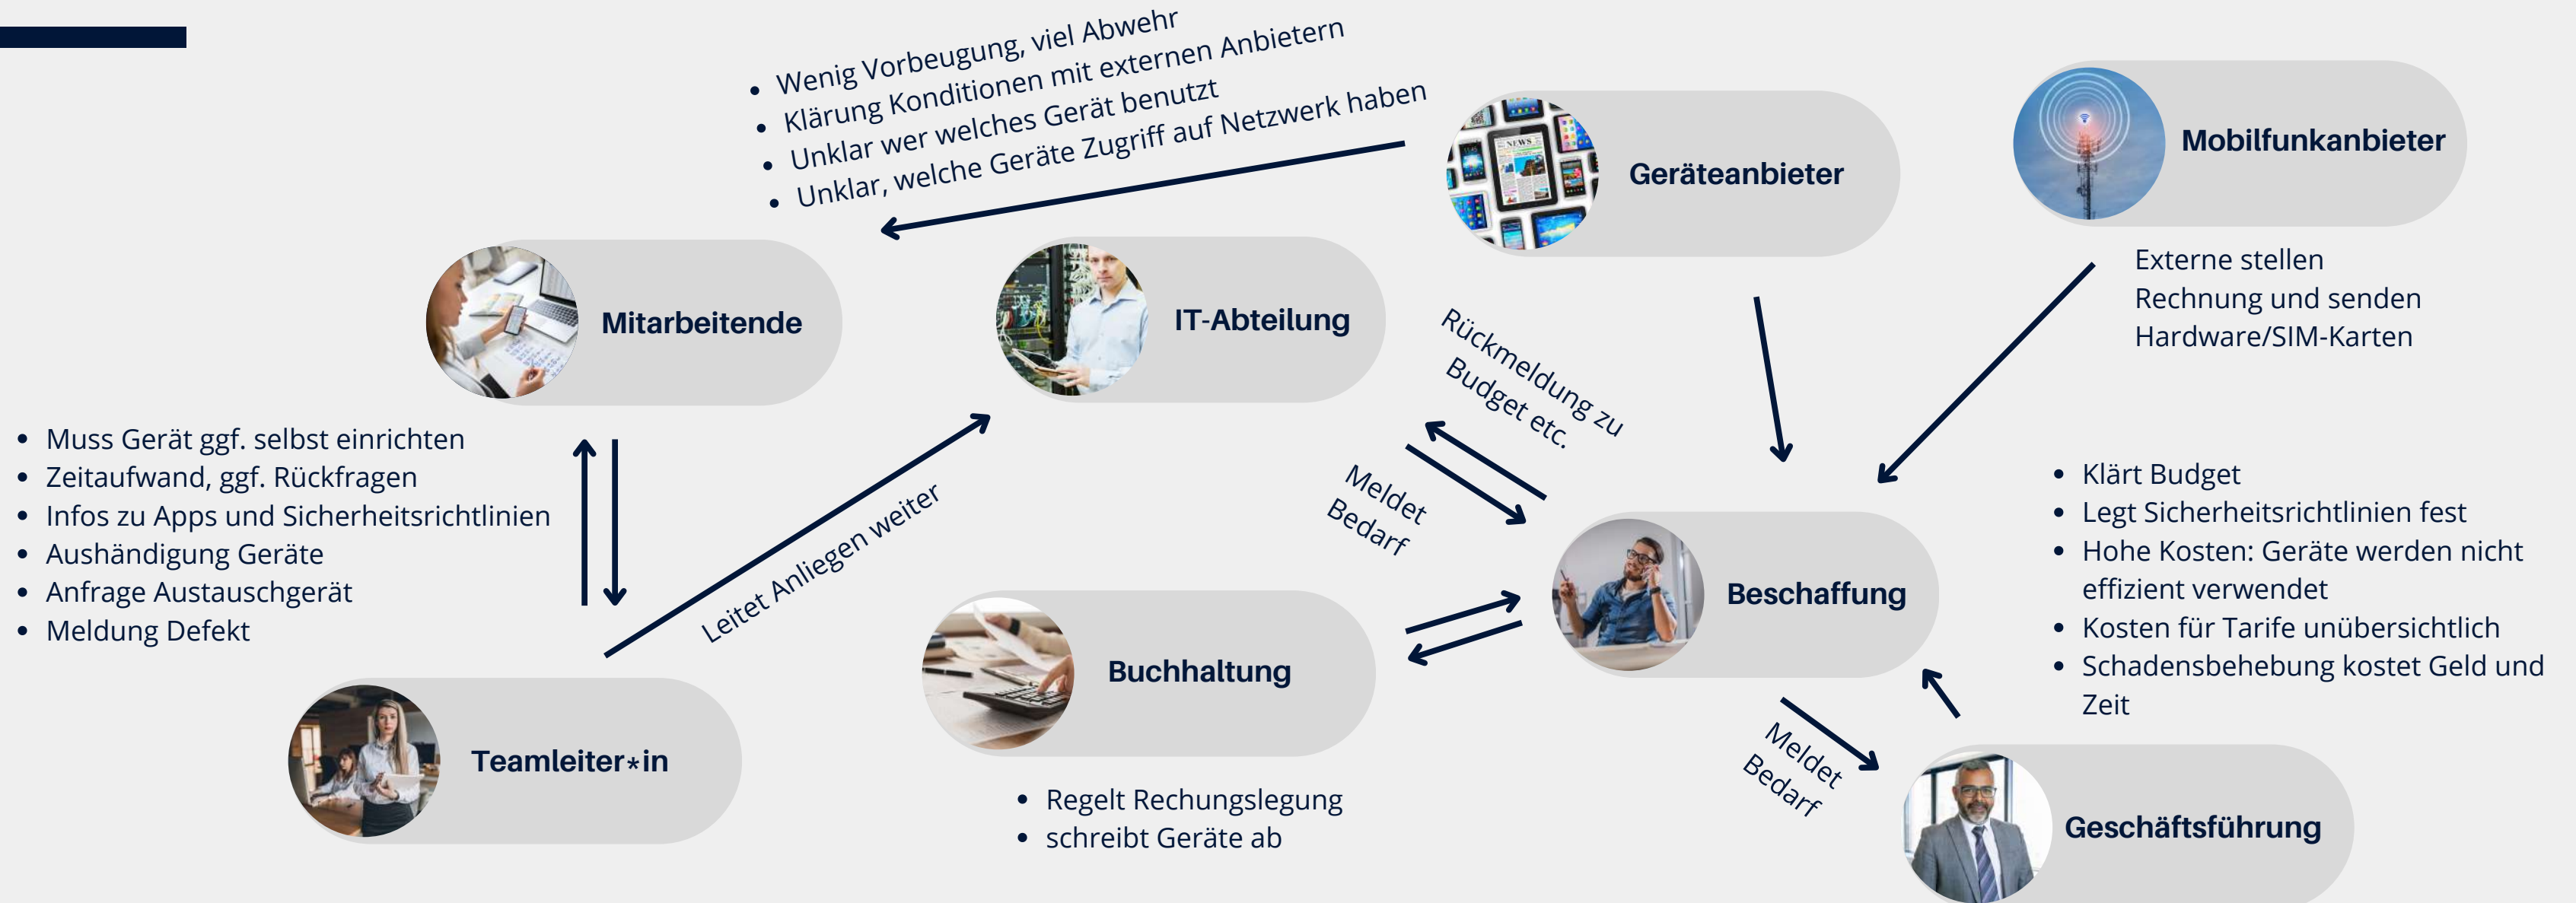 Wenig Vorbeugung, viel Abwehr
Klärung Konditionen mit externen Anbietern
Unklar wer welches Gerät benutzt
Unklar, welche Geräte Zugriff auf Netzwerk haben
NEWS
Geräteanbieter
Mobilfunkanbieter
Externe stellen
Rechnung und senden
Hardware/SIM-Karten
Mitarbeitende
IT-Abteilung
Rückmeldung zu
Budget etc.
Meldet
Bedarf
Muss Gerät ggf. selbst einrichten
Zeitaufwand, ggf. Rückfragen
Infos zu Apps und Sicherheitsrichtlinien
Aushändigung Geräte
Anfrage Austauschgerät
Meldung Defekt
Leitet Anliegen weiter
Klärt Budget
Legt Sicherheitsrichtlinien fest
Hohe Kosten: Geräte werden nicht
effizient verwendet
Kosten für Tarife unübersichtlich
Schadensbehebung kostet Geld und
Zeit
Beschaffung
Buchhaltung
Teamleiter*in
Regelt Rechungslegung
schreibt Geräte ab
Meldet
Bedarf
Geschäftsführung